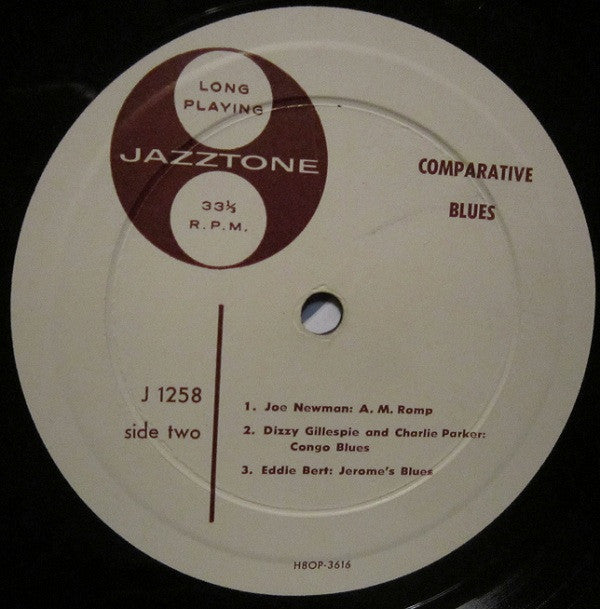 LONG
PLAYING
JAZZTONE
33⅓
R.P.M.
COMPARATIVE
BLUES
J 1258
side two
1. Joe Newman: A. M. Romp
2. Dizzy Gillespie and Charlie Parker:
Congo Blues
3. Eddie Bert: Jerome's Blues
H8OP-3616